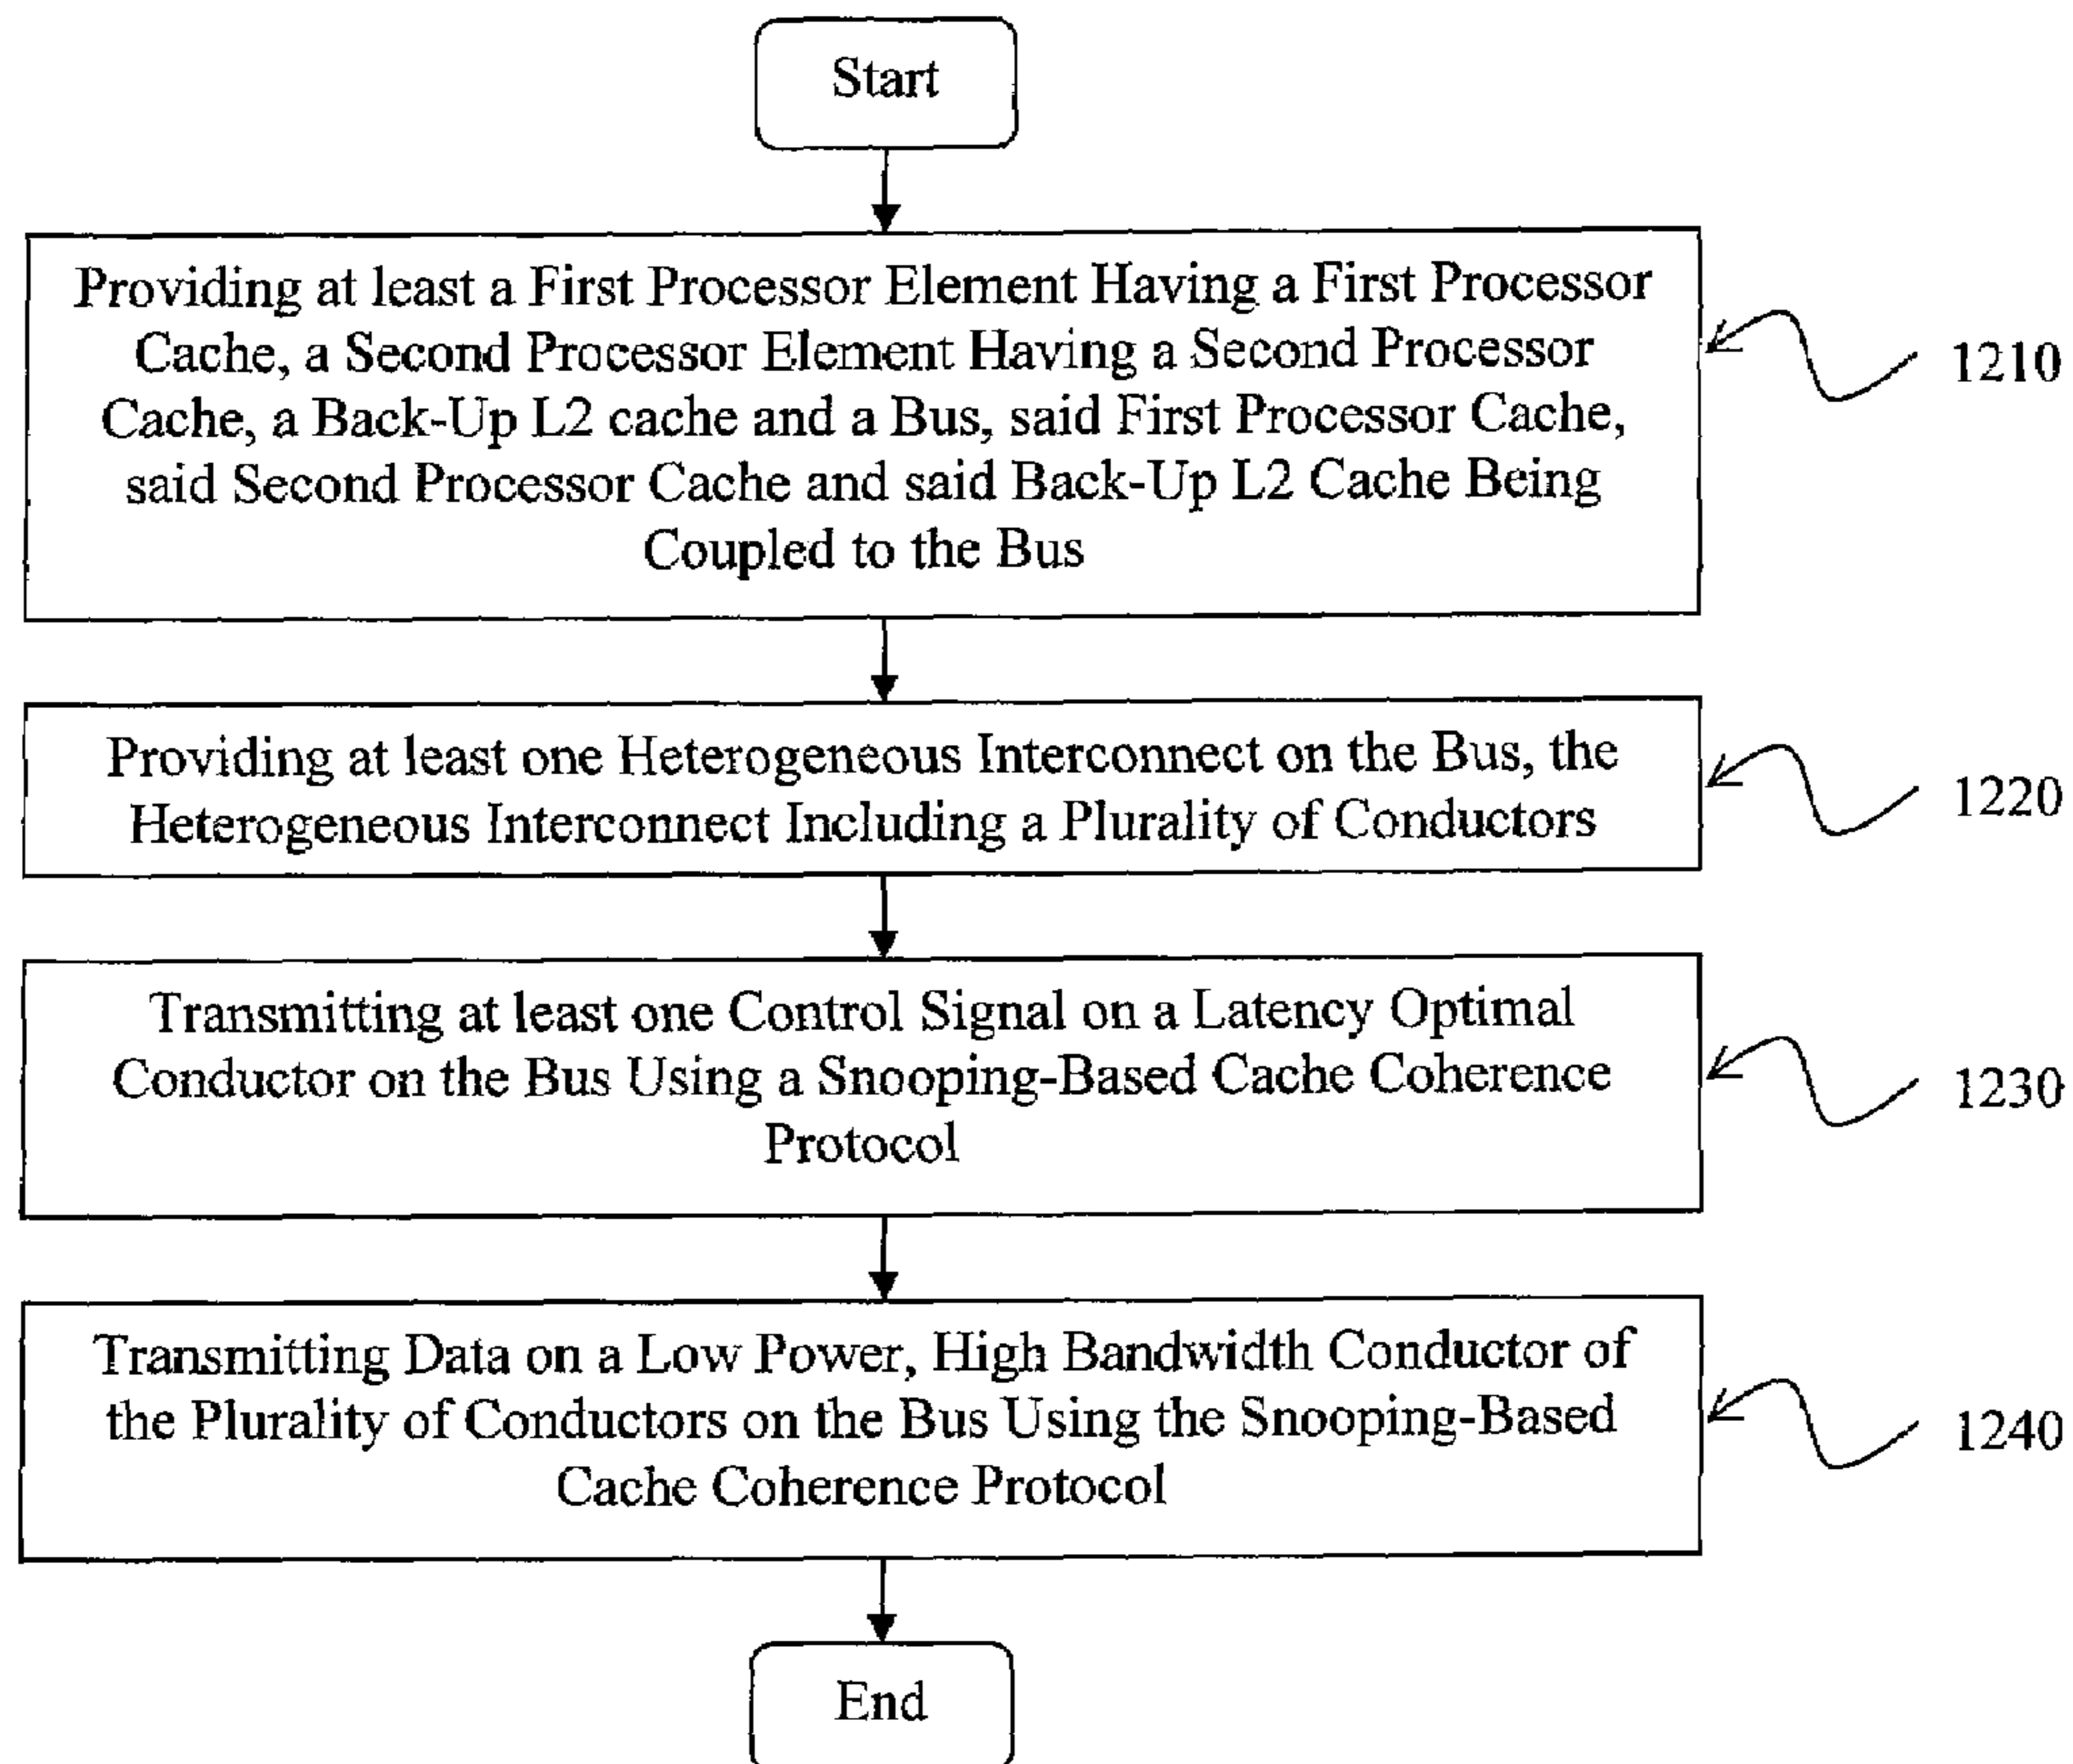 Start
Providing at least a First Processor Element Having a First Processor
Cache, a Second Processor Element Having a Second Processor
Cache, a Back-Up L2 cache and a Bus, said First Processor Cache,
said Second Processor Cache and said Back-Up L2 Cache Being
Coupled to the Bus
1210
Providing at least one Heterogeneous Interconnect on the Bus, the
Heterogeneous Interconnect Including a Plurality of Conductors
1220
Transmitting at least one Control Signal on a Latency Optimal
Conductor on the Bus Using a Snooping-Based Cache Coherence
Protocol
1230
Transmitting Data on a Low Power, High Bandwidth Conductor of
the Plurality of Conductors on the Bus Using the Snooping-Based
Cache Coherence Protocol
1240
End